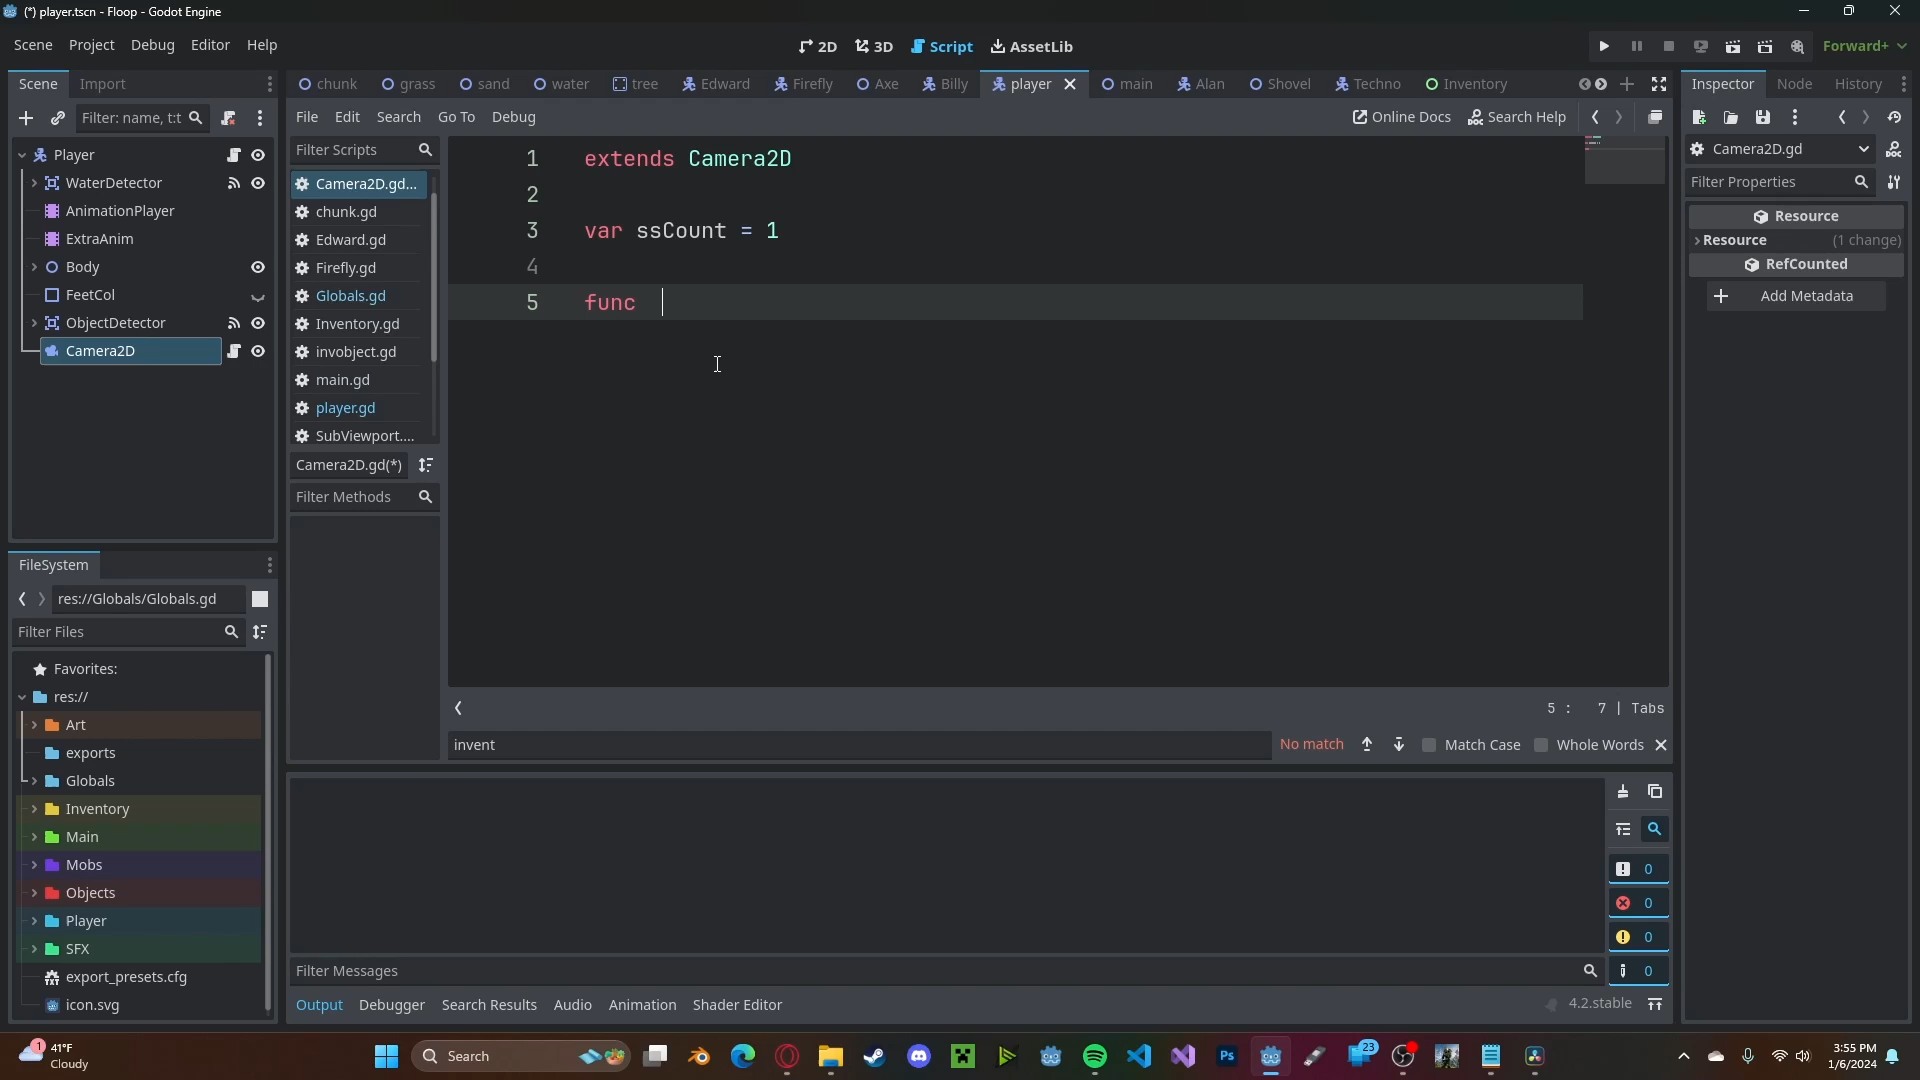 (*) player.tscn - Floop - Godot Engine
Scene Project Debug Editor Help
2D 3D Script AssetLib
Forward+
Scene Import
chunk grass sand water tree Edward Firefly Axe Billy player main Alan Shovel Techno Inventory
Inspector Node History
Filter: name, t:t
File Edit Search Go To Debug
Online Docs Search Help
Filter Scripts
Camera2D.gd
Filter Properties
Player
WaterDetector
AnimationPlayer
ExtraAnim
Body
FeetCol
ObjectDetector
Camera2D
Camera2D.gd...
chunk.gd
Edward.gd
Firefly.gd
Globals.gd
Inventory.gd
invobject.gd
main.gd
player.gd
SubViewport....
Camera2D.gd(*)
Filter Methods
1 extends Camera2D
2
3 var ssCount = 1
4
5 func
Resource
Resource (1 change)
RefCounted
Add Metadata
5 : 7 | Tabs
invent
No match Match Case Whole Words
FileSystem
res://Globals/Globals.gd
Filter Files
Favorites:
res://
Art
exports
Globals
Inventory
Main
Mobs
Objects
Player
SFX
export_presets.cfg
icon.svg
0
0
0
0
Filter Messages
Output Debugger Search Results Audio Animation Shader Editor
4.2.stable
1
41°F
Cloudy
Search
Ps
23
3:55 PM
1/6/2024